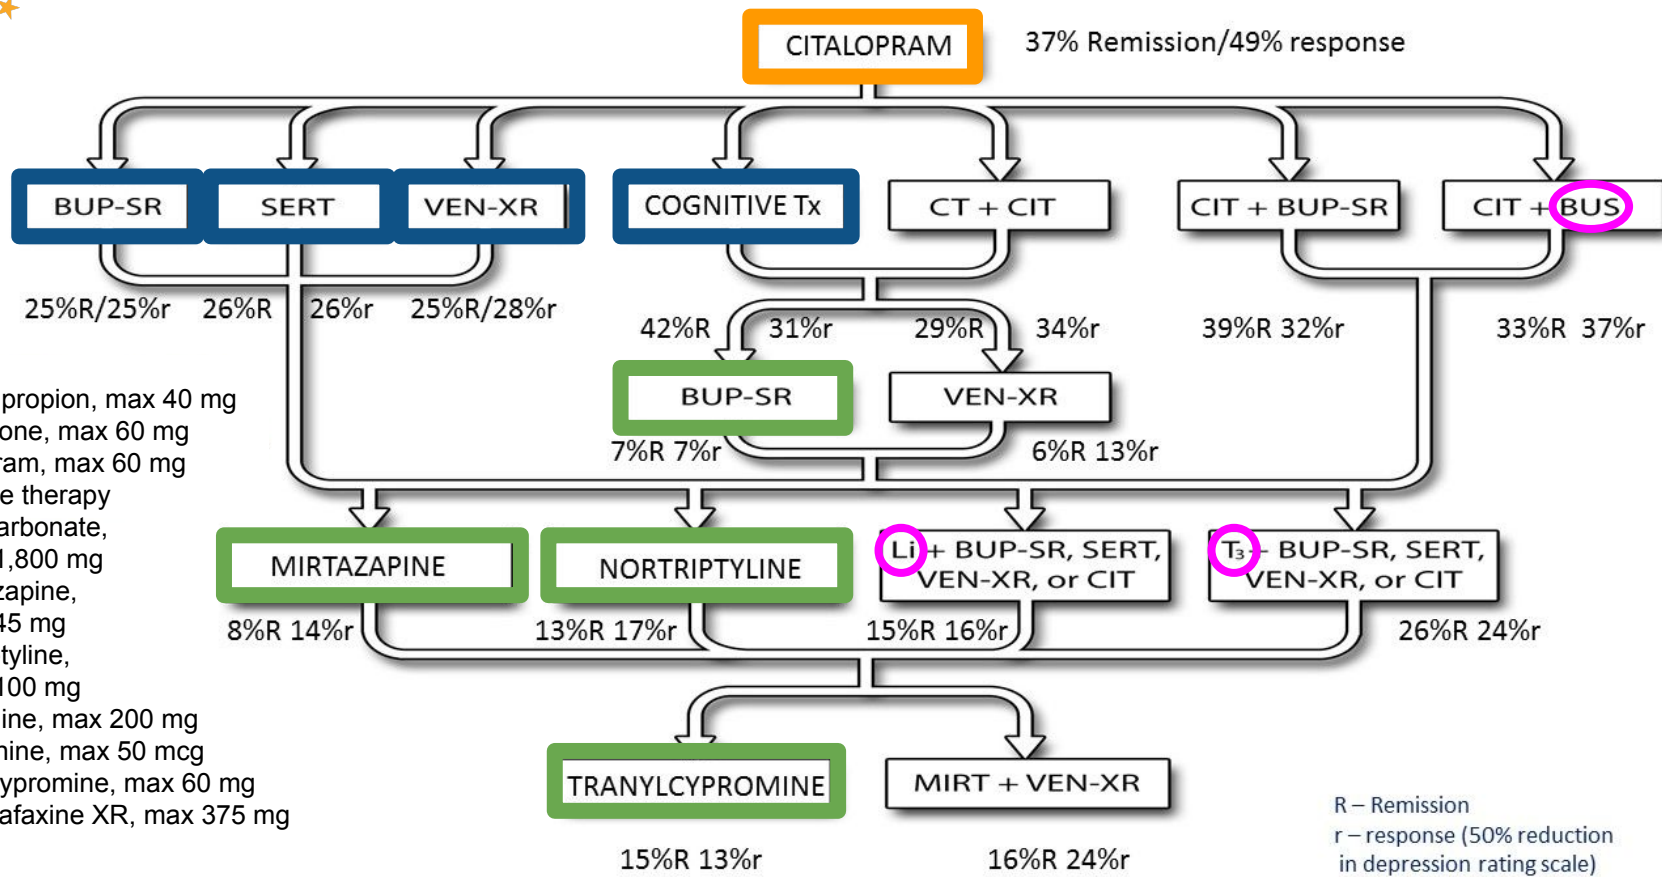 CITALOPRAM
37% Remission/49% response
BUP-SR
SERT
VEN-XR
COGNITIVE Tx
CT + CIT
CIT + BUP-SR
CIT + BUS
25%R/25%r
26%R
26%r
25%R/28%r
42%R
31%r
29%R
34%r
39%R 32%r
33%R 37%r
BUP-SR
VEN-XR
7%R 7%r
6%R 13%r
propion, max 40 mg
one, max 60 mg
ram, max 60 mg
e therapy
arbonate,
1,800 mg
zapine,
45 mg
tyline,
100 mg
line, max 200 mg
nine, max 50 mcg
ypromine, max 60 mg
afaxine XR, max 375 mg
MIRTAZAPINE
NORTRIPTYLINE
Li + BUP-SR, SERT,
VEN-XR, or CIT
T₃ – BUP-SR, SERT,
VEN-XR, or CIT
8%R 14%r
13%R 17%r
15%R 16%r
26%R 24%r
TRANYLCYPROMINE
MIRT + VEN-XR
15%R 13%r
16%R 24%r
R – Remission
r – response (50% reduction
in depression rating scale)